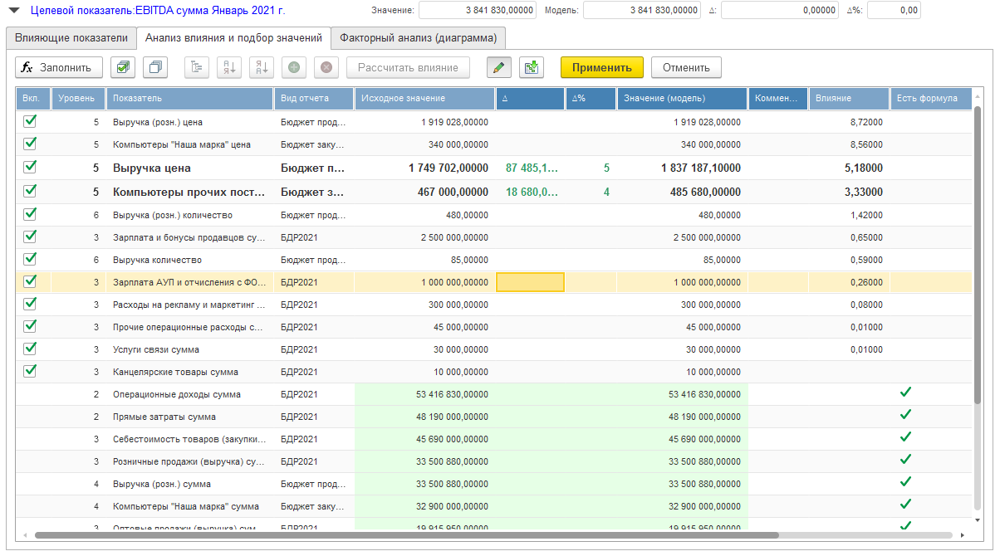 Целевой показатель:EBITDA сумма Январь 2021 г. Значение: 3 841 830,00000 Модель: 3 841 830,00000 Δ: 0,00000 Δ%: 0,00
Влияющие показатели Анализ влияния и подбор значений Факторный анализ (диаграмма)
fx Заполнить Рассчитать влияние Применить Отменить
Вкл. Уровень Показатель Вид отчета Исходное значение Δ Δ% Значение (модель) Коммен... Влияние Есть формула
5 Выручка (розн.) цена Бюджет прод... 1 919 028,00000 1 919 028,00000 8,72000
5 Компьютеры "Наша марка" цена Бюджет заку... 340 000,00000 340 000,00000 8,56000
5 Выручка цена Бюджет п... 1 749 702,00000 87 485,1... 5 1 837 187,10000 5,18000
5 Компьютеры прочих пост... Бюджет з... 467 000,00000 18 680,0... 4 485 680,00000 3,33000
6 Выручка (розн.) количество Бюджет прод... 480,00000 480,00000 1,42000
3 Зарплата и бонусы продавцов су... БДР2021 2 500 000,00000 2 500 000,00000 0,65000
6 Выручка количество Бюджет прод... 85,00000 85,00000 0,59000
3 Зарплата АУП и отчисления с ФО... БДР2021 1 000 000,00000 1 000 000,00000 0,26000
3 Расходы на рекламу и маркетинг ... БДР2021 300 000,00000 300 000,00000 0,08000
3 Прочие операционные расходы с... БДР2021 45 000,00000 45 000,00000 0,01000
3 Услуги связи сумма БДР2021 30 000,00000 30 000,00000 0,01000
3 Канцелярские товары сумма БДР2021 10 000,00000 10 000,00000
2 Операционные доходы сумма БДР2021 53 416 830,00000 53 416 830,00000
2 Прямые затраты сумма БДР2021 48 190 000,00000 48 190 000,00000
3 Себестоимость товаров (закупки... БДР2021 45 690 000,00000 45 690 000,00000
3 Розничные продажи (выручка) су... БДР2021 33 500 880,00000 33 500 880,00000
4 Выручка (розн.) сумма Бюджет прод... 33 500 880,00000 33 500 880,00000
4 Компьютеры "Наша марка" сумма Бюджет заку... 32 900 000,00000 32 900 000,00000
3 Оптовые продажи (выручка) сум... БДР2021 19 915 950,00000 19 915 950,00000